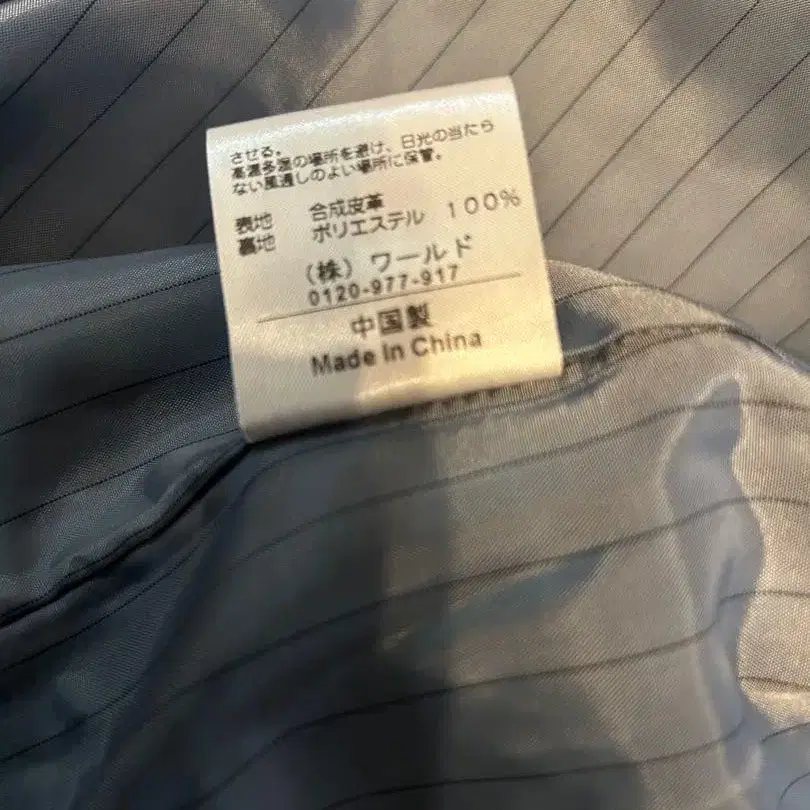 させる。
高温多湿の場所を避け、日光の当たら
ない風通しのよい場所に保管。
表地 合成皮革
裏地 ポリエステル 100%
(株) ワールド
0120-977-917
中国製
Made In China